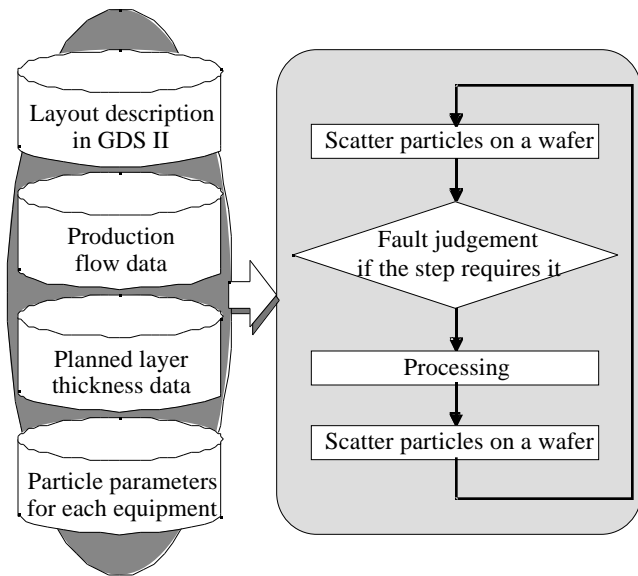 Layout description
in GDS II
Production
flow data
Planned layer
thickness data
Particle parameters
for each equipment
Scatter particles on a wafer
Fault judgement
if the step requires it
Processing
Scatter particles on a wafer